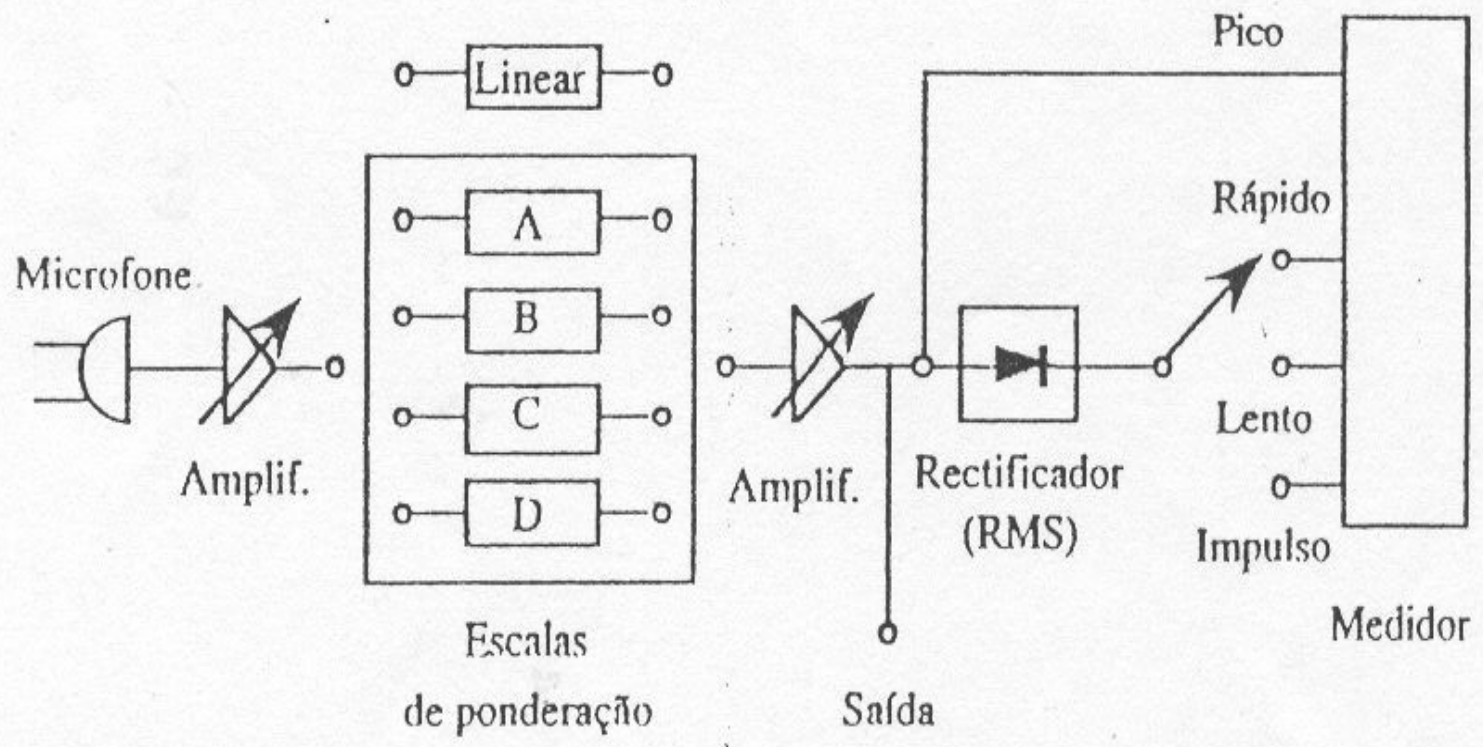 Pico
Linear
Rápido
A
Microfone
B
C
Lento
Amplif.
Amplif.
Rectificador
(RMS)
D
Impulso
Escalas
de ponderação
Medidor
Saída